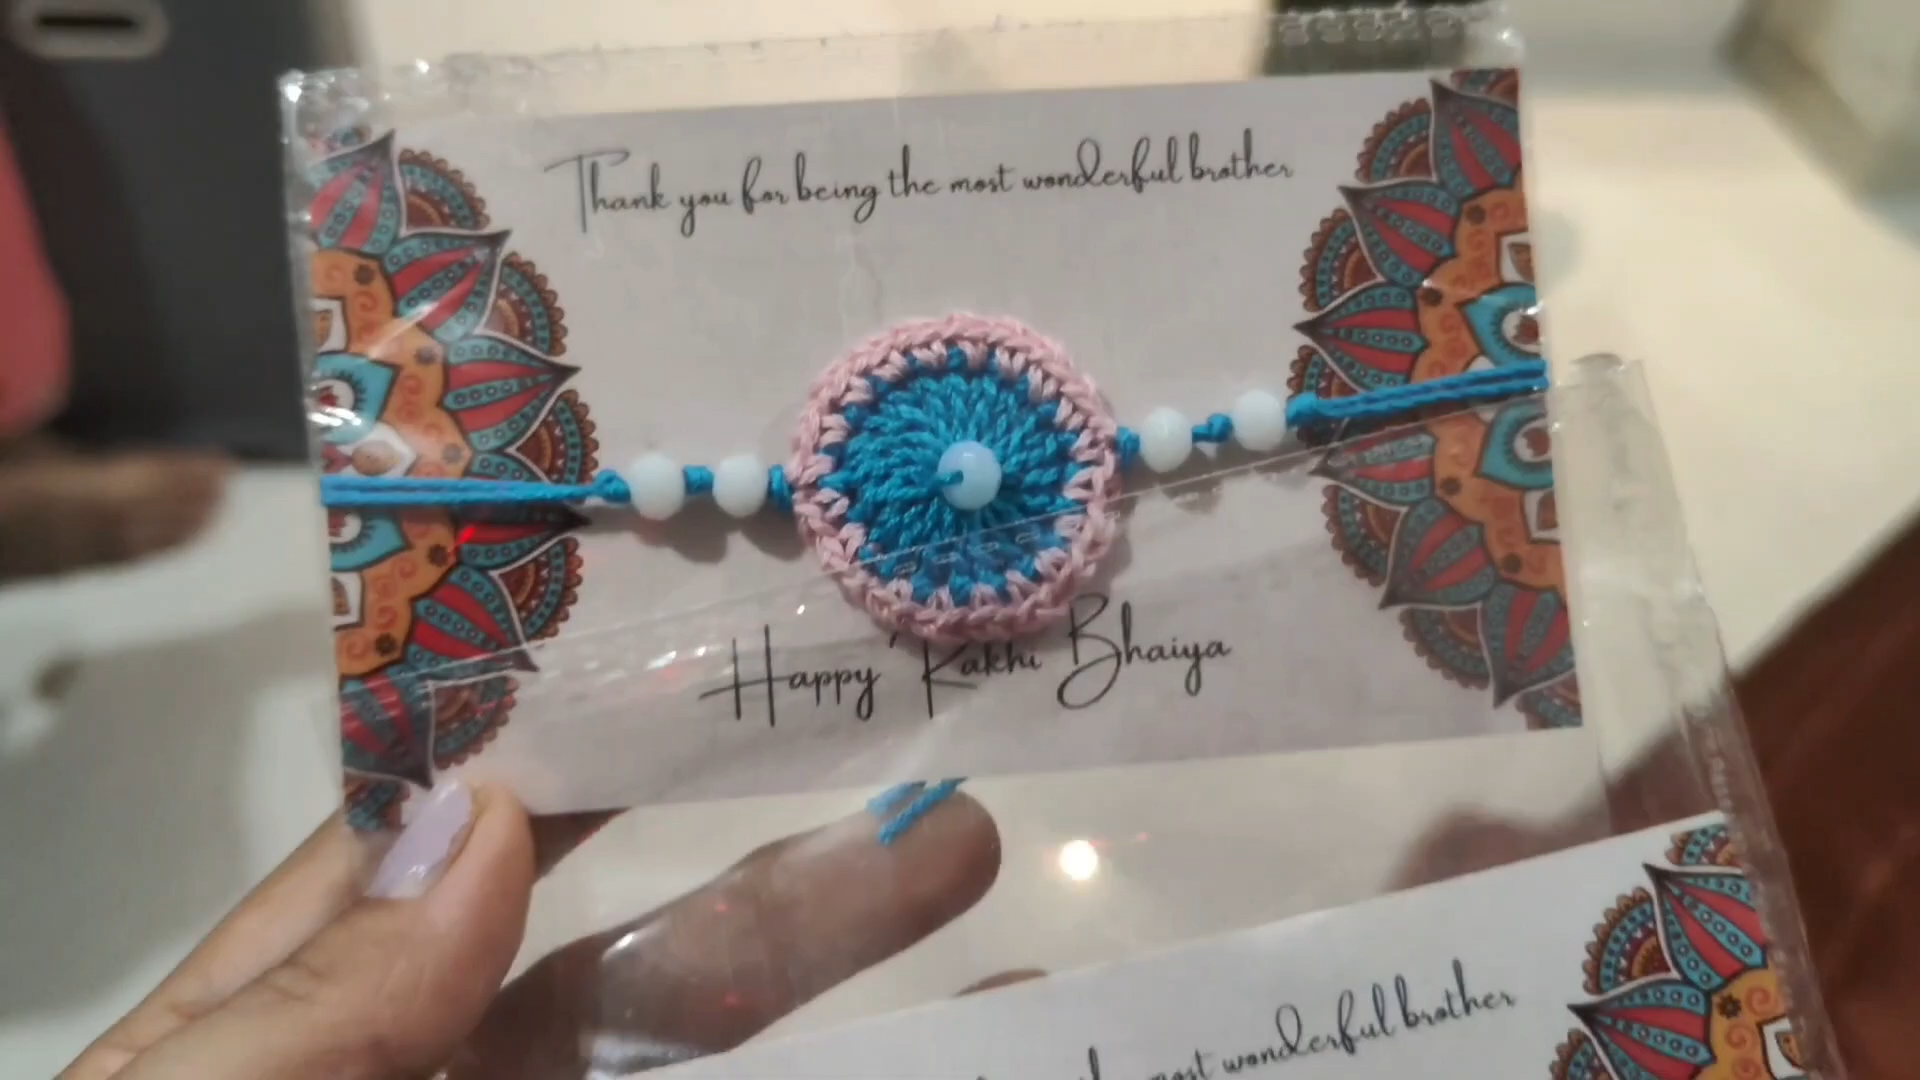 Thank you for being the most wonderful brother
Happy Rakhi Bhaiya
most wonderful brother